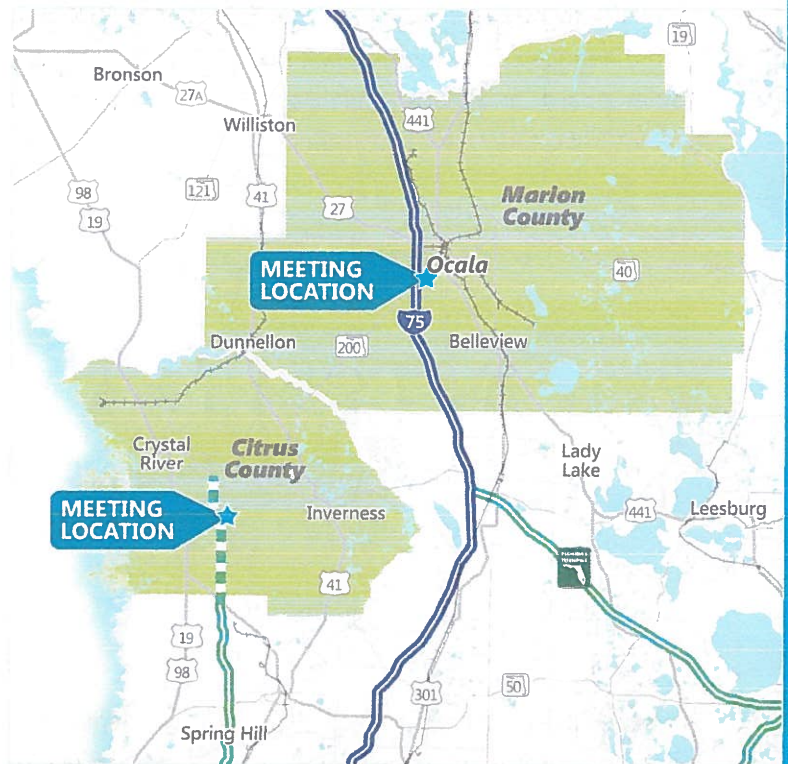 19
Bronson
27A
Williston
441
98
19
121
41
27
Marion
County
Ocala
MEETING
LOCATION
40
75
Dunnellon
200
Belleview
Crystal
River
Citrus
County
Lady
Lake
MEETING
LOCATION
Inverness
441
Leesburg
41
19
98
301
50
Spring Hill